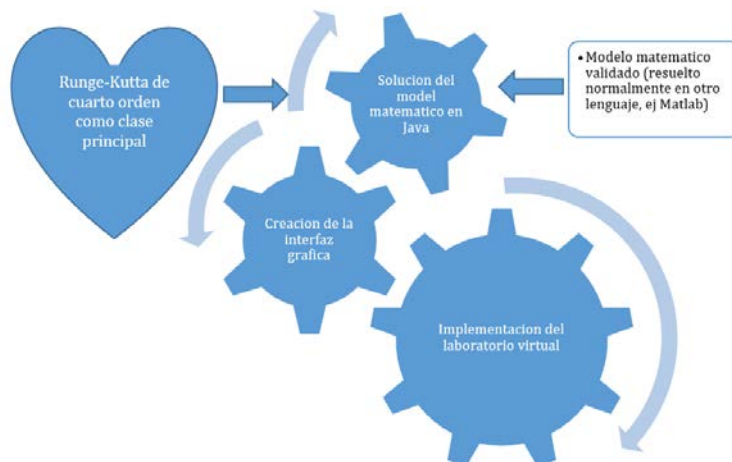 Runge-Kutta de
cuarto orden
como clase
principal
Solucion del
model
matematico en
Java
• Modelo matematico
validado (resuelto
normalmente en otro
lenguaje, ej Matlab)
Creacion de la
interfaz
grafica
Implementacion del
laboratorio virtual